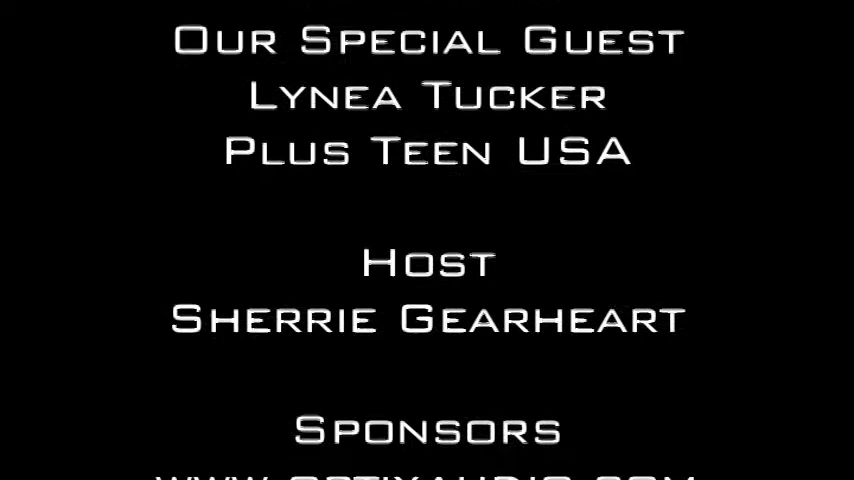 Our Special Guest
Lynea Tucker
Plus Teen USA
Host
Sherrie Gearheart
Sponsors